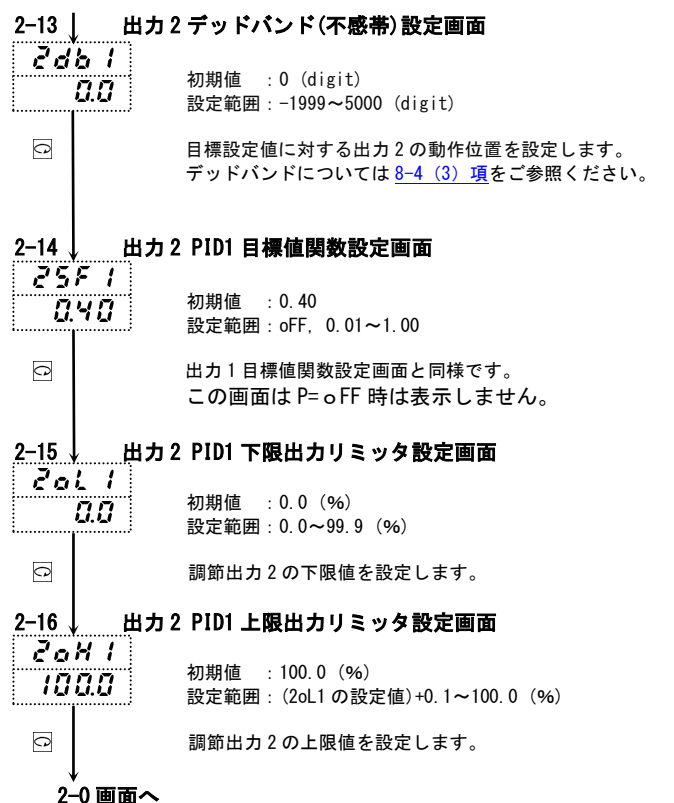 2-13 出力2デッドバンド(不感帯)設定画面
2db1
0.0
初期値 :0 (digit)
設定範囲:-1999～5000 (digit)
目標設定値に対する出力2の動作位置を設定します。
デッドバンドについては 8-4 (3) 項をご参照ください。
2-14 出力2 PID1 目標値関数設定画面
2SF1
0.40
初期値 :0.40
設定範囲:oFF, 0.01～1.00
出力1目標値関数設定画面と同様です。
この画面は P=oFF 時は表示しません。
2-15 出力2 PID1 下限出力リミッタ設定画面
2oL1
0.0
初期値 :0.0 (%)
設定範囲:0.0～99.9 (%)
調節出力2の下限値を設定します。
2-16 出力2 PID1 上限出力リミッタ設定画面
2oH1
100.0
初期値 :100.0 (%)
設定範囲:(2oL1 の設定値)+0.1～100.0 (%)
調節出力2の上限値を設定します。
2-0 画面へ